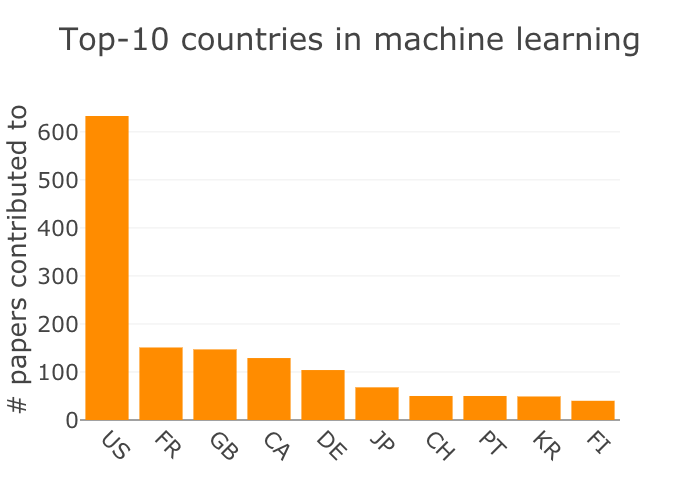 Top-10 countries in machine learning
# papers contributed to
600
500
400
300
200
100
0
US
FR
GB
CA
DE
JP
CH
PT
KR
FI